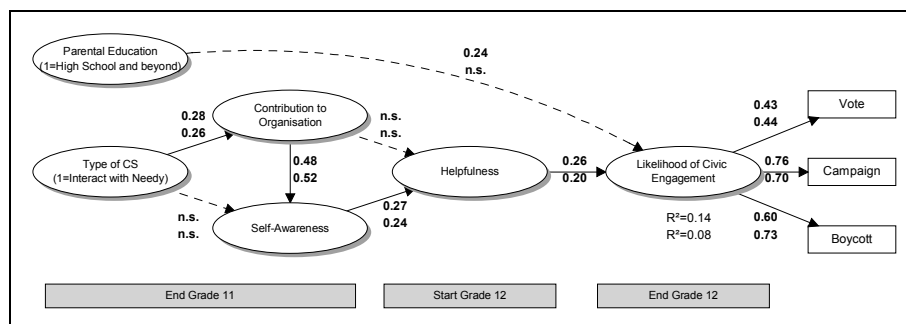 Parental Education
(1=High School and beyond)
0.24
n.s.
Contribution to
Organisation
0.28
0.26
n.s.
n.s.
0.43
0.44
Vote
Type of CS
(1=Interact with Needy)
0.48
0.52
Helpfulness
0.26
0.20
Likelihood of Civic
Engagement
0.76
0.70
Campaign
n.s.
n.s.
Self-Awareness
0.27
0.24
R²=0.14
R²=0.08
0.60
0.73
Boycott
End Grade 11
Start Grade 12
End Grade 12